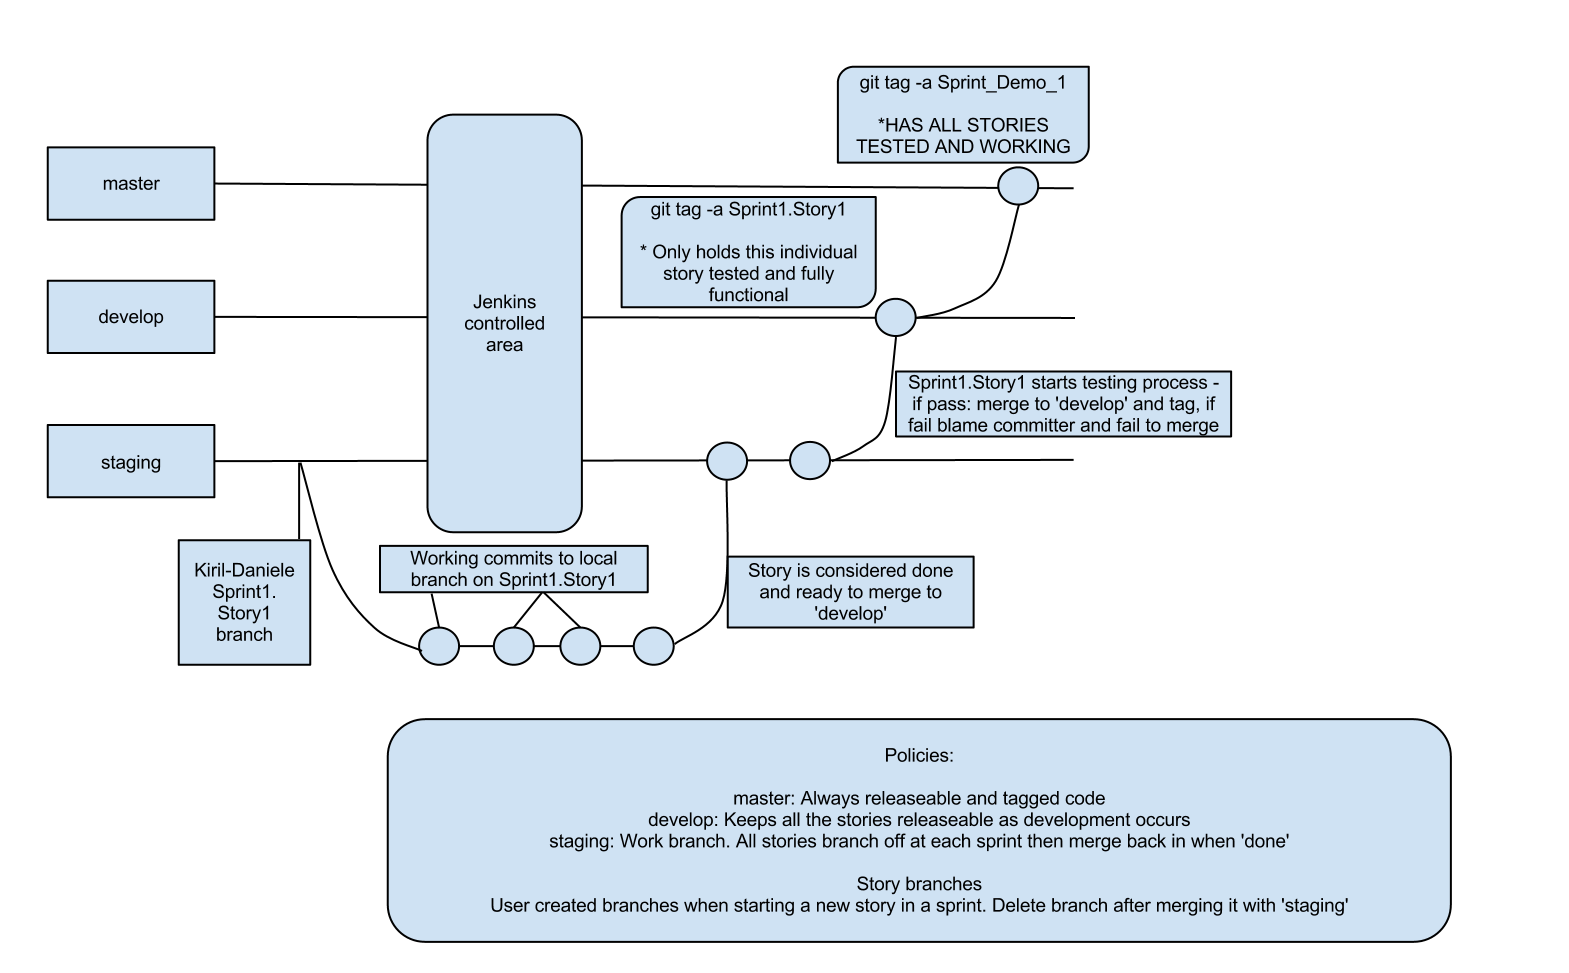 git tag -a Sprint_Demo_1
*HAS ALL STORIES
TESTED AND WORKING
master
git tag -a Sprint1.Story1
* Only holds this individual
story tested and fully
functional
develop
Jenkins
controlled
area
Sprint1.Story1 starts testing process -
if pass: merge to 'develop' and tag, if
fail blame committer and fail to merge
staging
Kiril-Daniele
Sprint1.
Story1
branch
Working commits to local
branch on Sprint1.Story1
Story is considered done
and ready to merge to
'develop'
Policies:
master: Always releaseable and tagged code
develop: Keeps all the stories releaseable as development occurs
staging: Work branch. All stories branch off at each sprint then merge back in when 'done'
Story branches
User created branches when starting a new story in a sprint. Delete branch after merging it with 'staging'